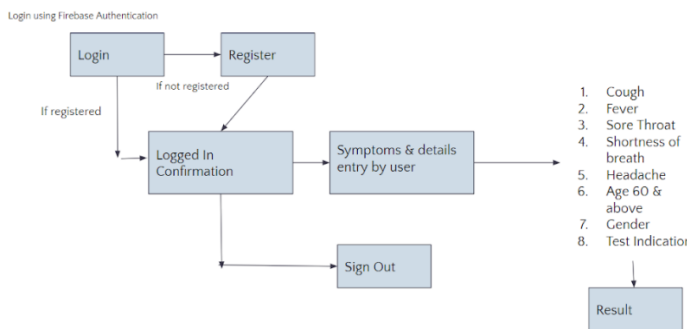 Login using Firebase Authentication
Login
Register
If not registered
If registered
Logged In
Confirmation
Symptoms & details
entry by user
1. Cough
2. Fever
3. Sore Throat
4. Shortness of
breath
5. Headache
6. Age 60 &
above
7. Gender
8. Test Indication
Sign Out
Result